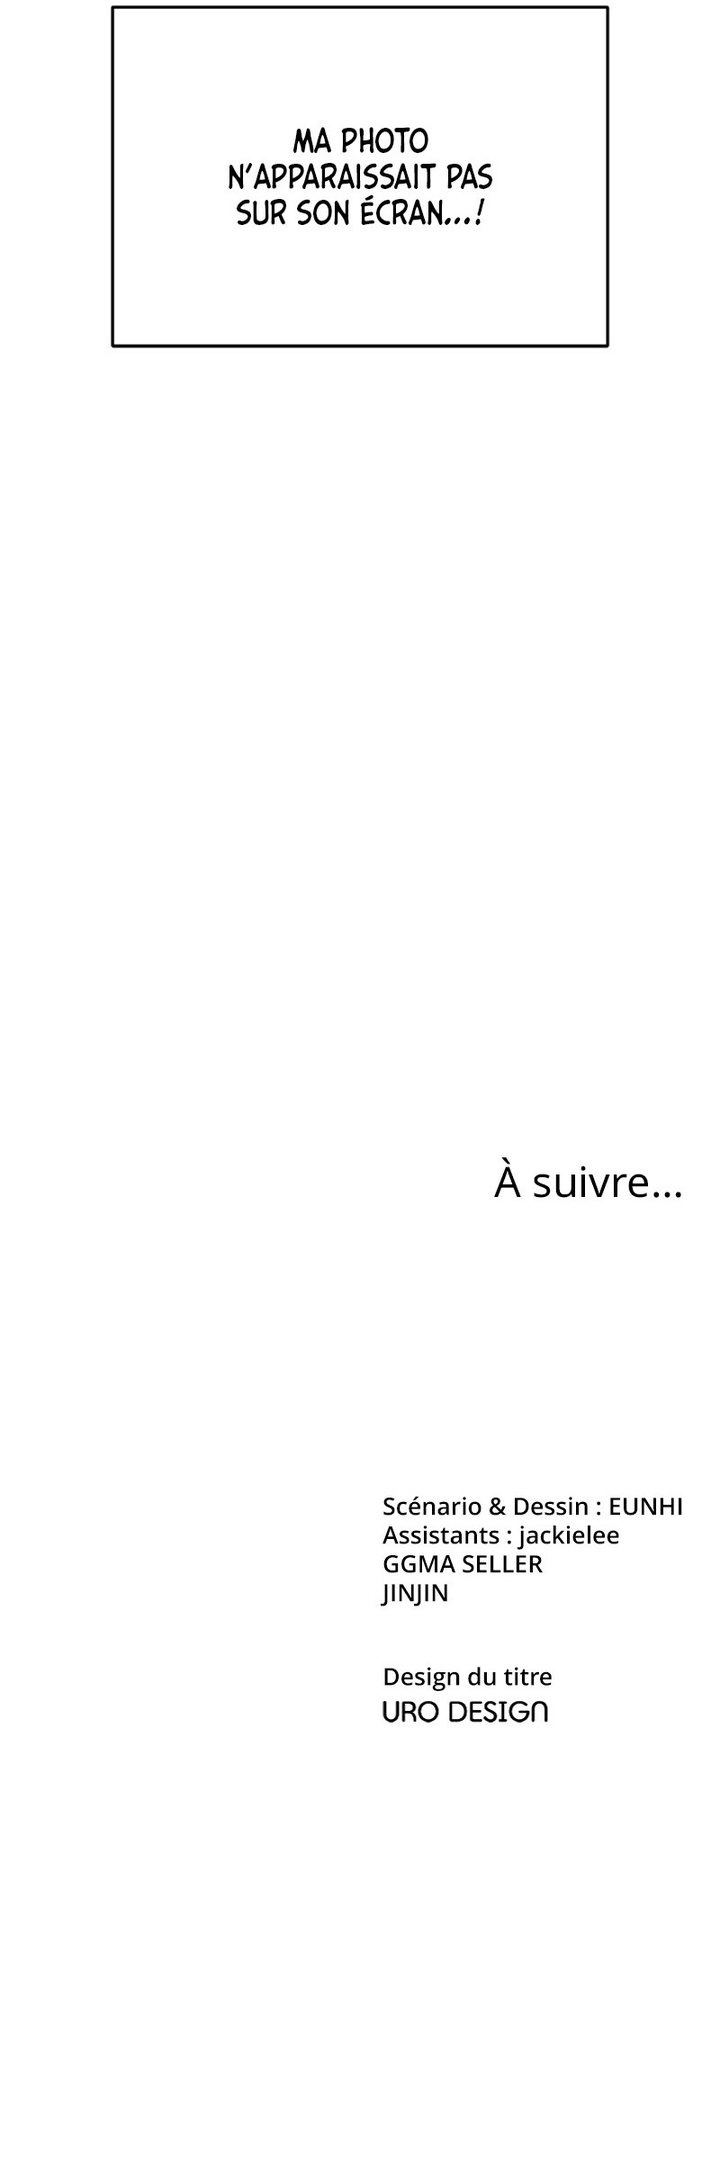 MA PHOTO
N'APPARAISSAIT PAS
SUR SON ÉCRAN...!
À suivre...
Scénario & Dessin : EUNHI
Assistants : jackielee
GGMA SELLER
JINJIN
Design du titre
URO DESIGN